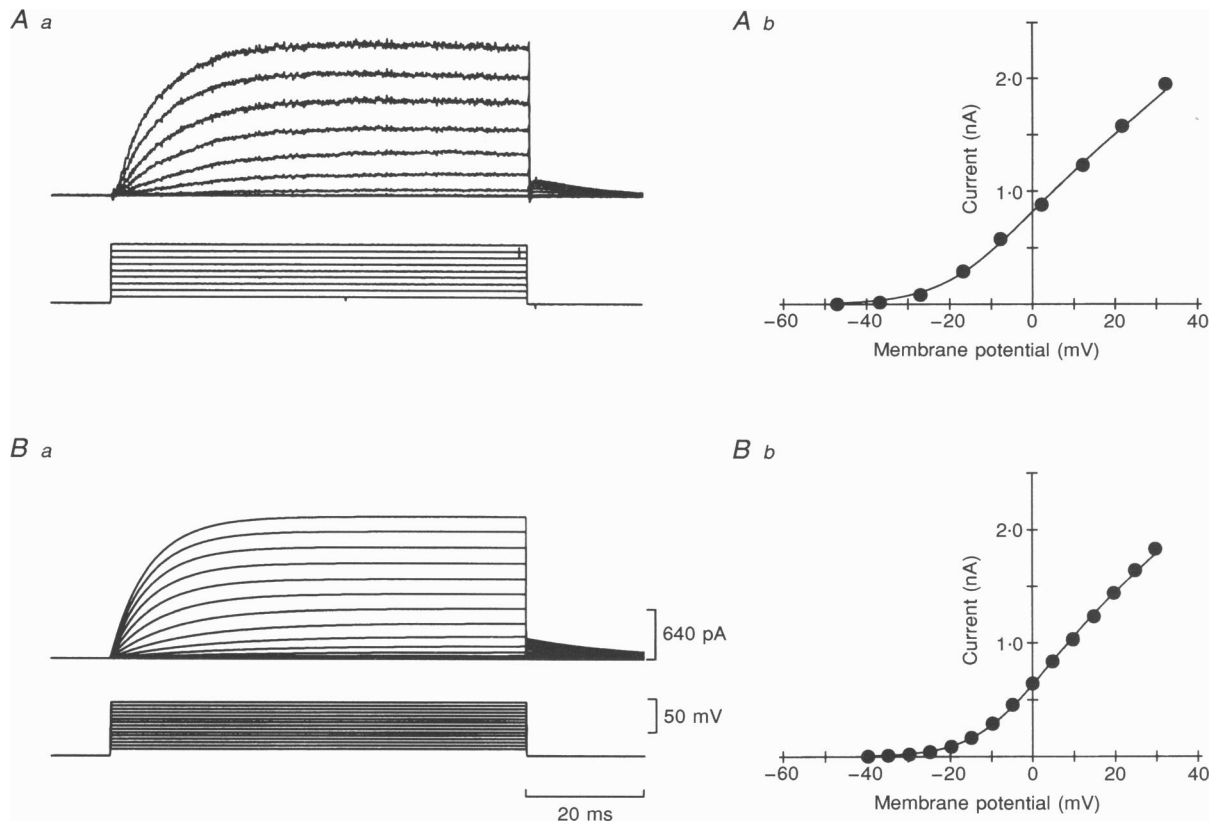 A a
A b
2·0
1·0
Current (nA)
−60 −40 −20 0 20 40
Membrane potential (mV)
B a
B b
640 pA
50 mV
20 ms
2·0
1·0
Current (nA)
−60 −40 −20 0 20 40
Membrane potential (mV)